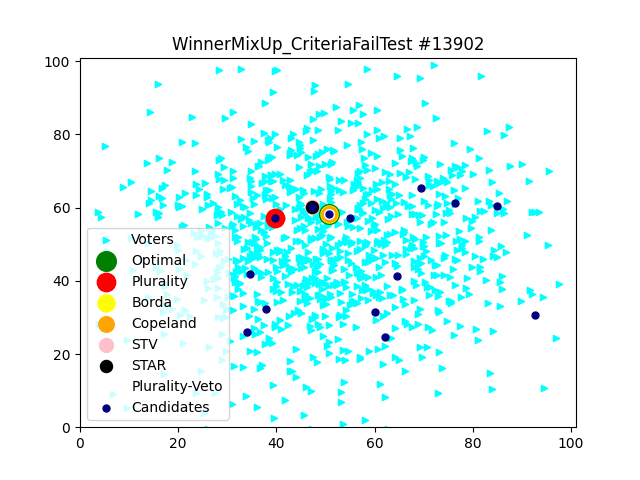 WinnerMixUp_CriteriaFailTest #13902
100
80
60
40
20
0
0 20 40 60 80 100
Voters
Optimal
Plurality
Borda
Copeland
STV
STAR
Plurality-Veto
Candidates